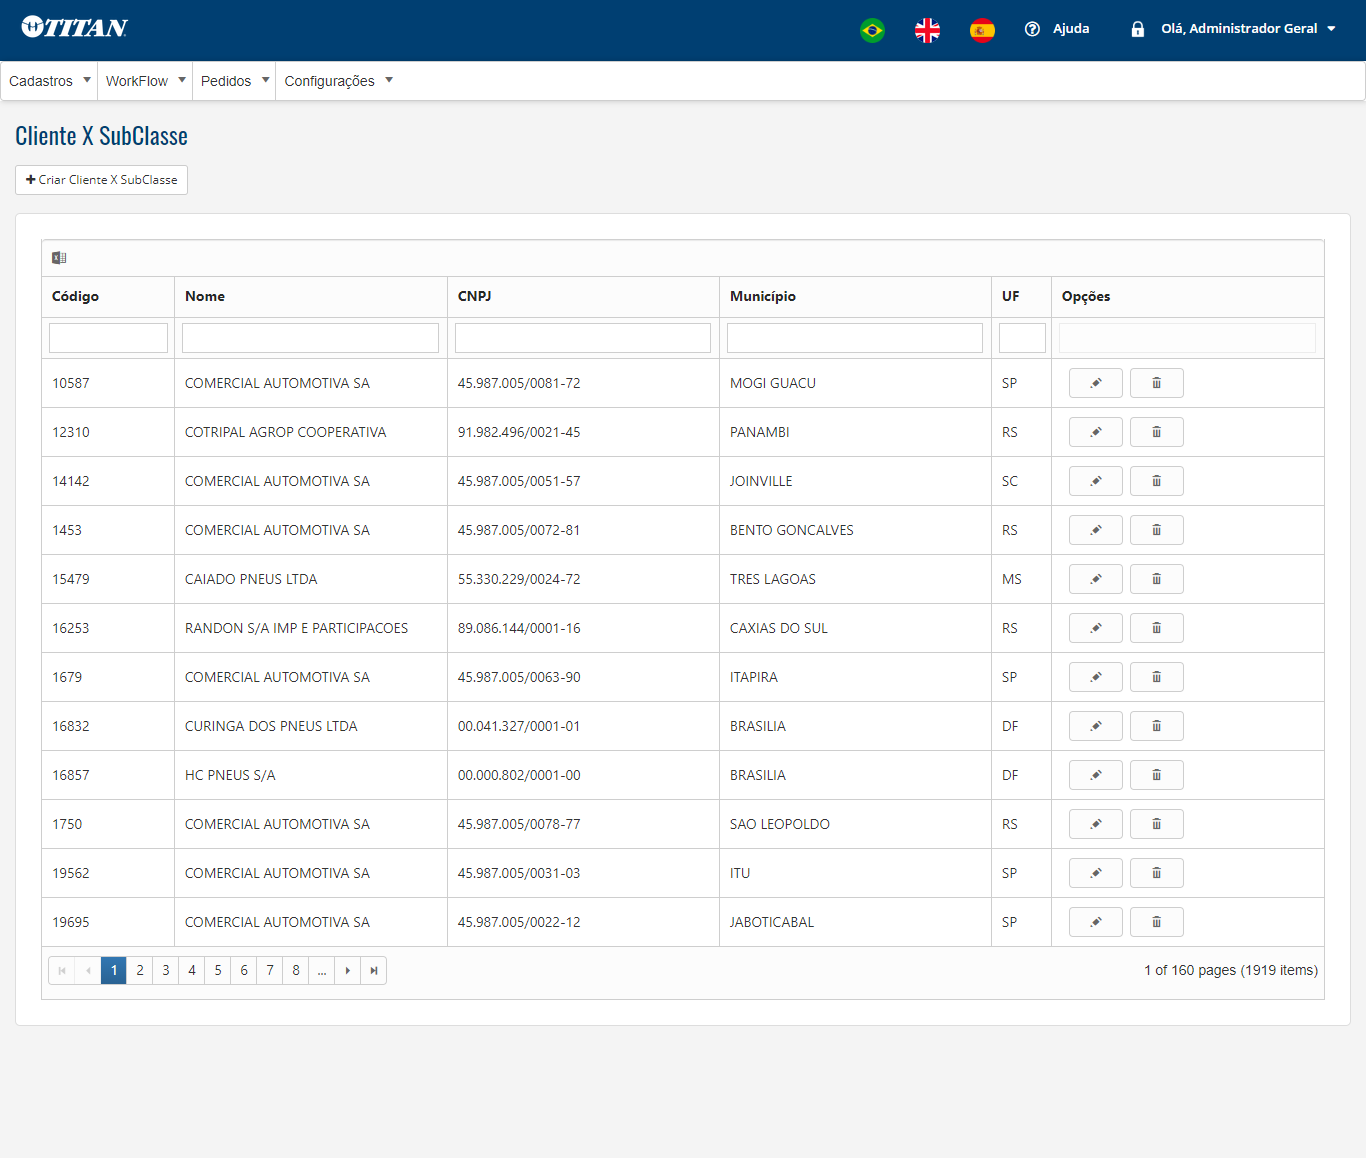 TITAN
Ajuda
Olá, Administrador Geral
Cadastros WorkFlow Pedidos Configurações
Cliente X SubClasse
Criar Cliente X SubClasse
Código Nome CNPJ Município UF Opções
10587 COMERCIAL AUTOMOTIVA SA 45.987.005/0081-72 MOGI GUACU SP
12310 COTRIPAL AGROP COOPERATIVA 91.982.496/0021-45 PANAMBI RS
14142 COMERCIAL AUTOMOTIVA SA 45.987.005/0051-57 JOINVILLE SC
1453 COMERCIAL AUTOMOTIVA SA 45.987.005/0072-81 BENTO GONCALVES RS
15479 CAIADO PNEUS LTDA 55.330.229/0024-72 TRES LAGOAS MS
16253 RANDON S/A IMP E PARTICIPACOES 89.086.144/0001-16 CAXIAS DO SUL RS
1679 COMERCIAL AUTOMOTIVA SA 45.987.005/0063-90 ITAPIRA SP
16832 CURINGA DOS PNEUS LTDA 00.041.327/0001-01 BRASILIA DF
16857 HC PNEUS S/A 00.000.802/0001-00 BRASILIA DF
1750 COMERCIAL AUTOMOTIVA SA 45.987.005/0078-77 SAO LEOPOLDO RS
19562 COMERCIAL AUTOMOTIVA SA 45.987.005/0031-03 ITU SP
19695 COMERCIAL AUTOMOTIVA SA 45.987.005/0022-12 JABOTICABAL SP
1 2 3 4 5 6 7 8 ... 1 of 160 pages (1919 items)